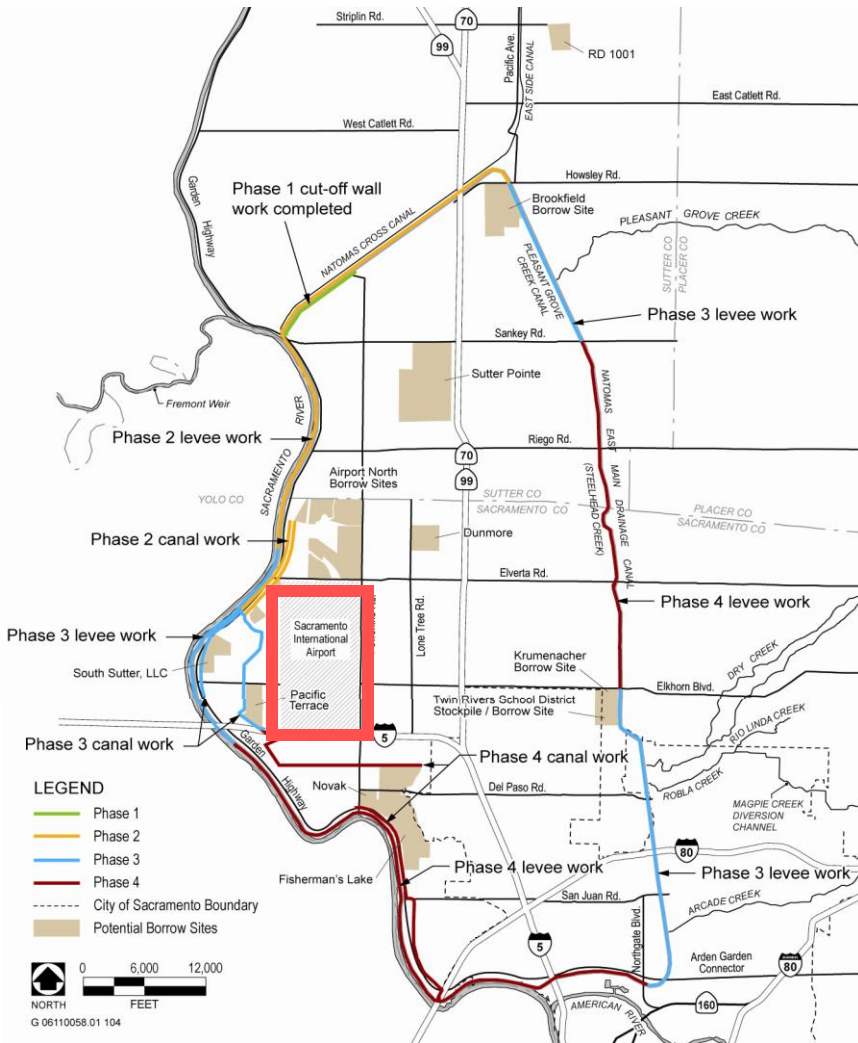 Striplin Rd.
70
99
RD 1001
Pacific Ave.
EAST SIDE CANAL
East Catlett Rd.
West Catlett Rd.
Garden
Highway
Howsley Rd.
Phase 1 cut-off wall
work completed
Brookfield
Borrow Site
NATOMAS CROSS CANAL
PLEASANT GROVE CREEK
PLEASANT GROVE
CREEK CANAL
SUTTER CO
PLACER CO
Phase 3 levee work
Sankey Rd.
Sutter Pointe
Fremont Weir
SACRAMENTO RIVER
Phase 2 levee work
Riego Rd.
NATOMAS EAST MAIN DRAINAGE CANAL
(STEELHEAD CREEK)
70
99
Airport North
Borrow Sites
YOLO CO
SUTTER CO
SACRAMENTO CO
PLACER CO
SACRAMENTO CO
Phase 2 canal work
Dunmore
Elverta Rd.
Phase 4 levee work
Sacramento
International
Airport
Lone Tree Rd.
Phase 3 levee work
South Sutter, LLC
Krumenacher
Borrow Site
DRY CREEK
Elkhorn Blvd.
Pacific
Terrace
Twin Rivers School District
Stockpile / Borrow Site
RIO LINDA CREEK
Phase 3 canal work
5
Garden
Highway
Phase 4 canal work
ROBLA CREEK
Novak
Del Paso Rd.
MAGPIE CREEK
DIVERSION
CHANNEL
LEGEND
Phase 1
Phase 2
Phase 3
Phase 4
City of Sacramento Boundary
Potential Borrow Sites
80
Fisherman's Lake
Phase 4 levee work
Phase 3 levee work
San Juan Rd.
ARCADE CREEK
Northgate Blvd.
5
Arden Garden
Connector
80
160
AMERICAN RIVER
NORTH
0 6,000 12,000
FEET
G 06110058.01 104